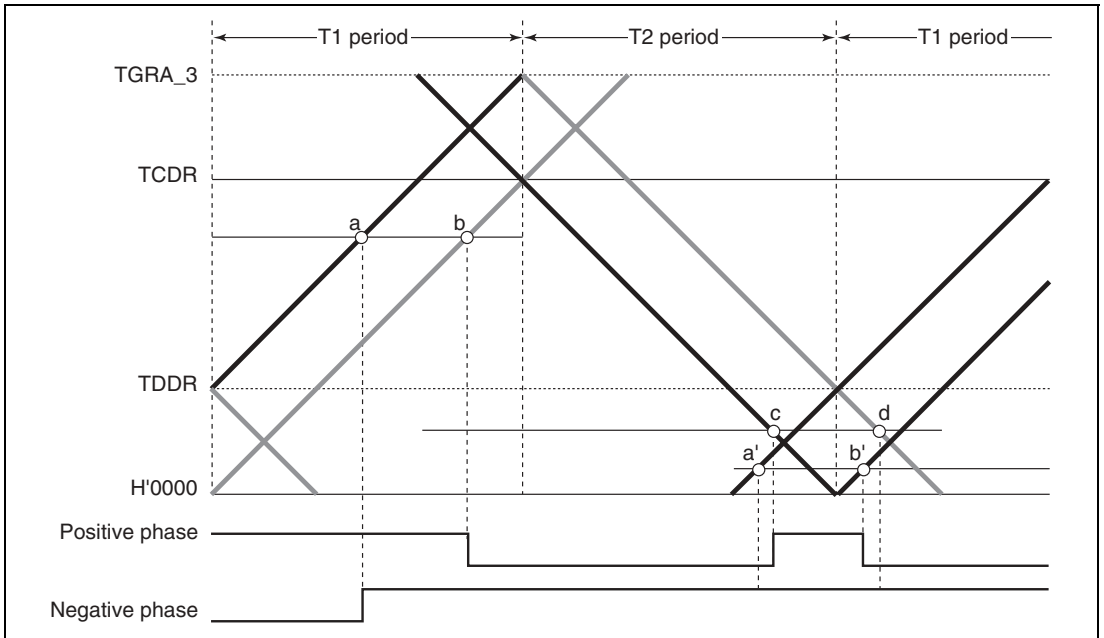 T1 period T2 period T1 period
TGRA_3
TCDR
a b
TDDR
c d
a' b'
H'0000
Positive phase
Negative phase